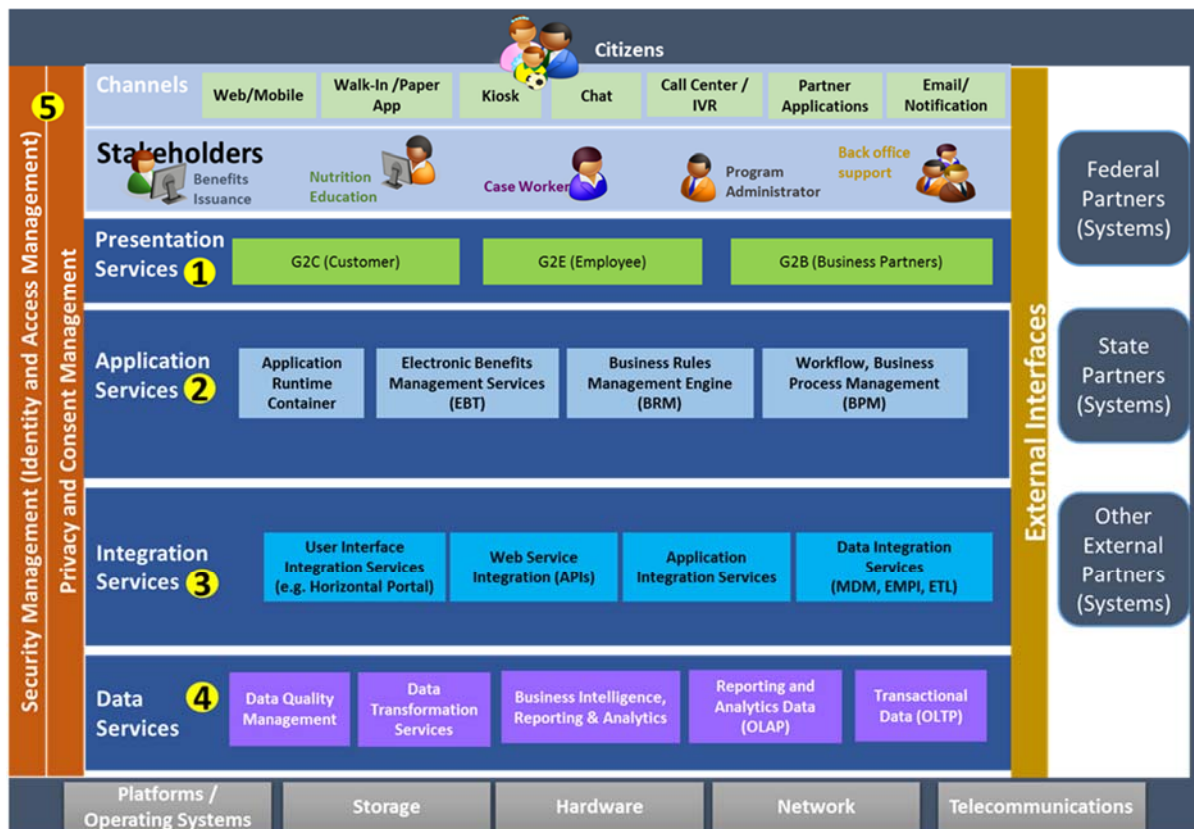 Citizens
5
Channels
Web/Mobile
Walk-In /Paper
App
Kiosk
Chat
Call Center /
IVR
Partner
Applications
Email/
Notification
Stakeholders
Benefits
Issuance
Nutrition
Education
Case Worker
Program
Administrator
Back office
support
Presentation
Services 1
G2C (Customer)
G2E (Employee)
G2B (Business Partners)
Application
Services 2
Application
Runtime
Container
Electronic Benefits
Management Services
(EBT)
Business Rules
Management Engine
(BRM)
Workflow, Business
Process Management
(BPM)
Integration
Services 3
User Interface
Integration Services
(e.g. Horizontal Portal)
Web Service
Integration (APIs)
Application
Integration Services
Data Integration
Services
(MDM, EMPI, ETL)
Data
Services
4
Data Quality
Management
Data
Transformation
Services
Business Intelligence,
Reporting & Analytics
Reporting and
Analytics Data
(OLAP)
Transactional
Data (OLTP)
Security Management (Identity and Access Management)
Privacy and Consent Management
External Interfaces
Federal
Partners
(Systems)
State
Partners
(Systems)
Other
External
Partners
(Systems)
Platforms /
Operating Systems
Storage
Hardware
Network
Telecommunications